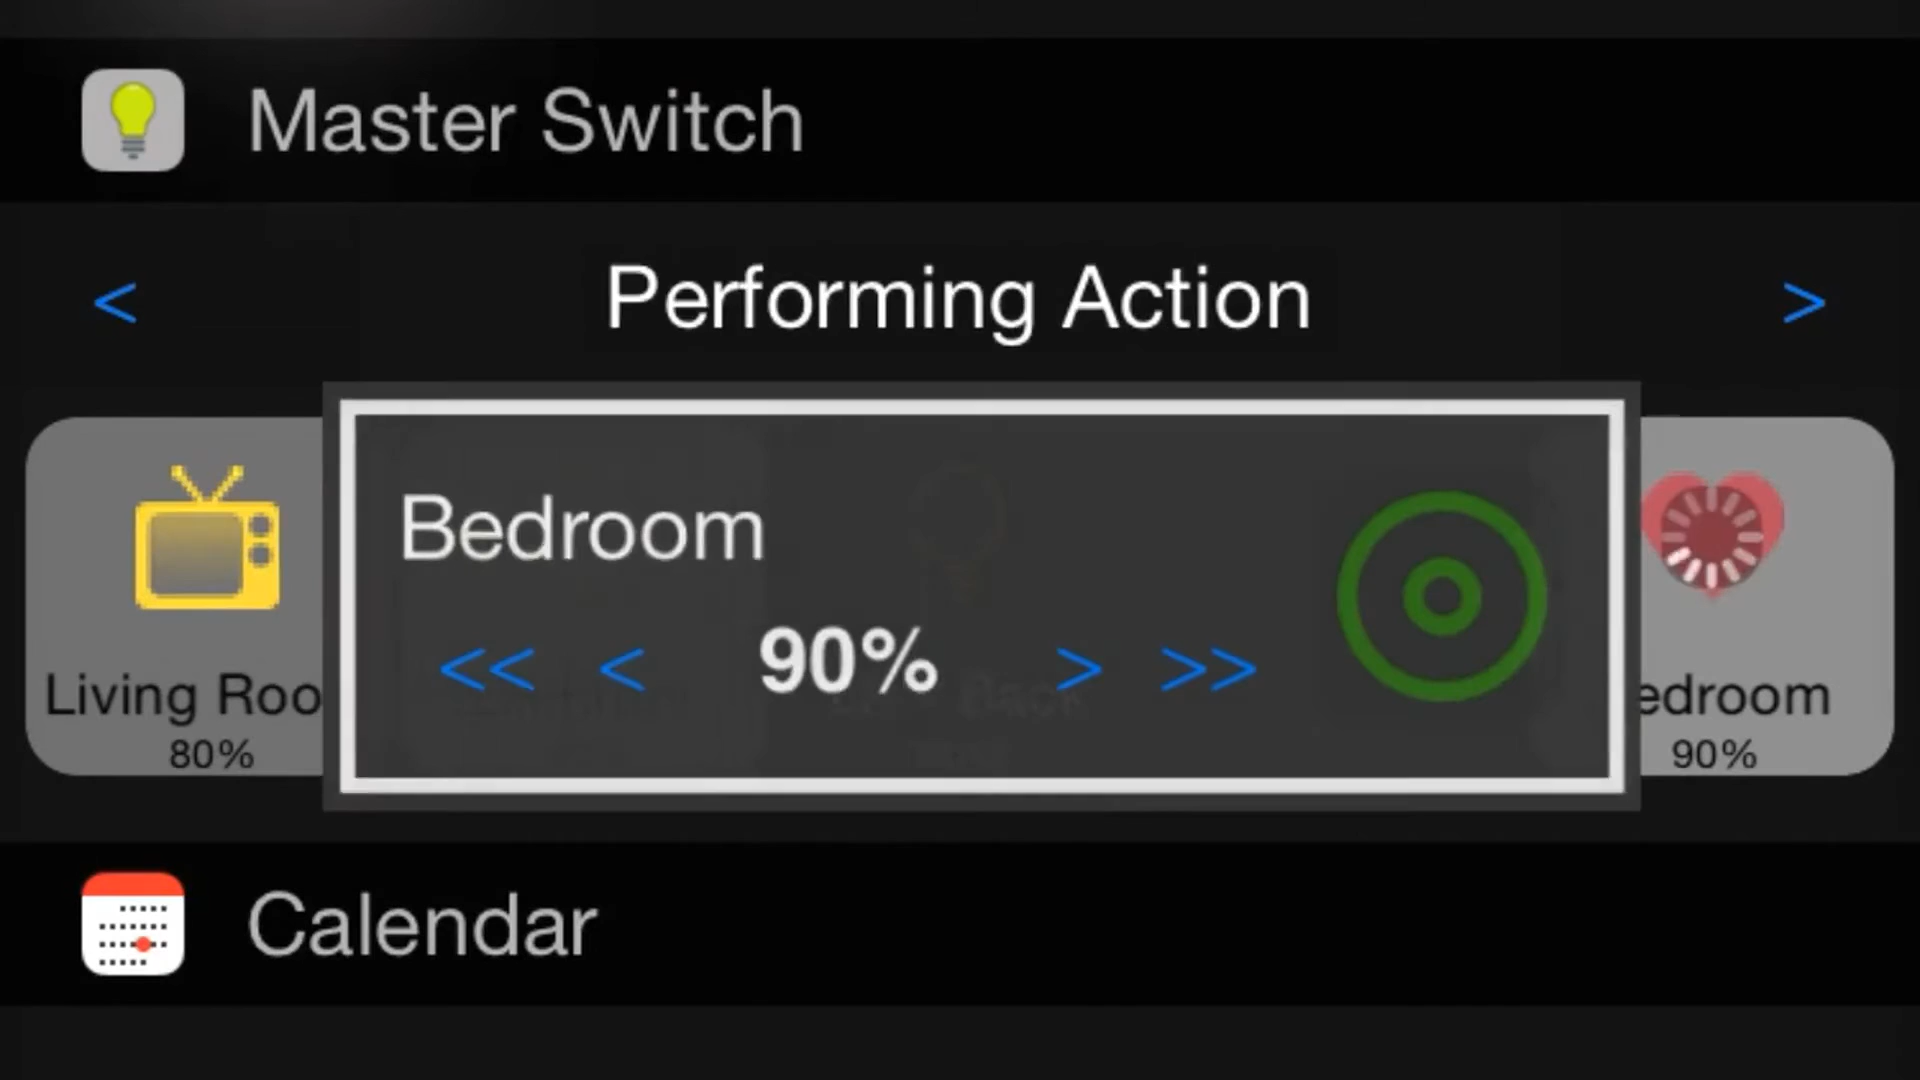 Master Switch
< Performing Action >
Bedroom
<< < 90% > >>
Living Roo
80%
edroom
90%
Calendar